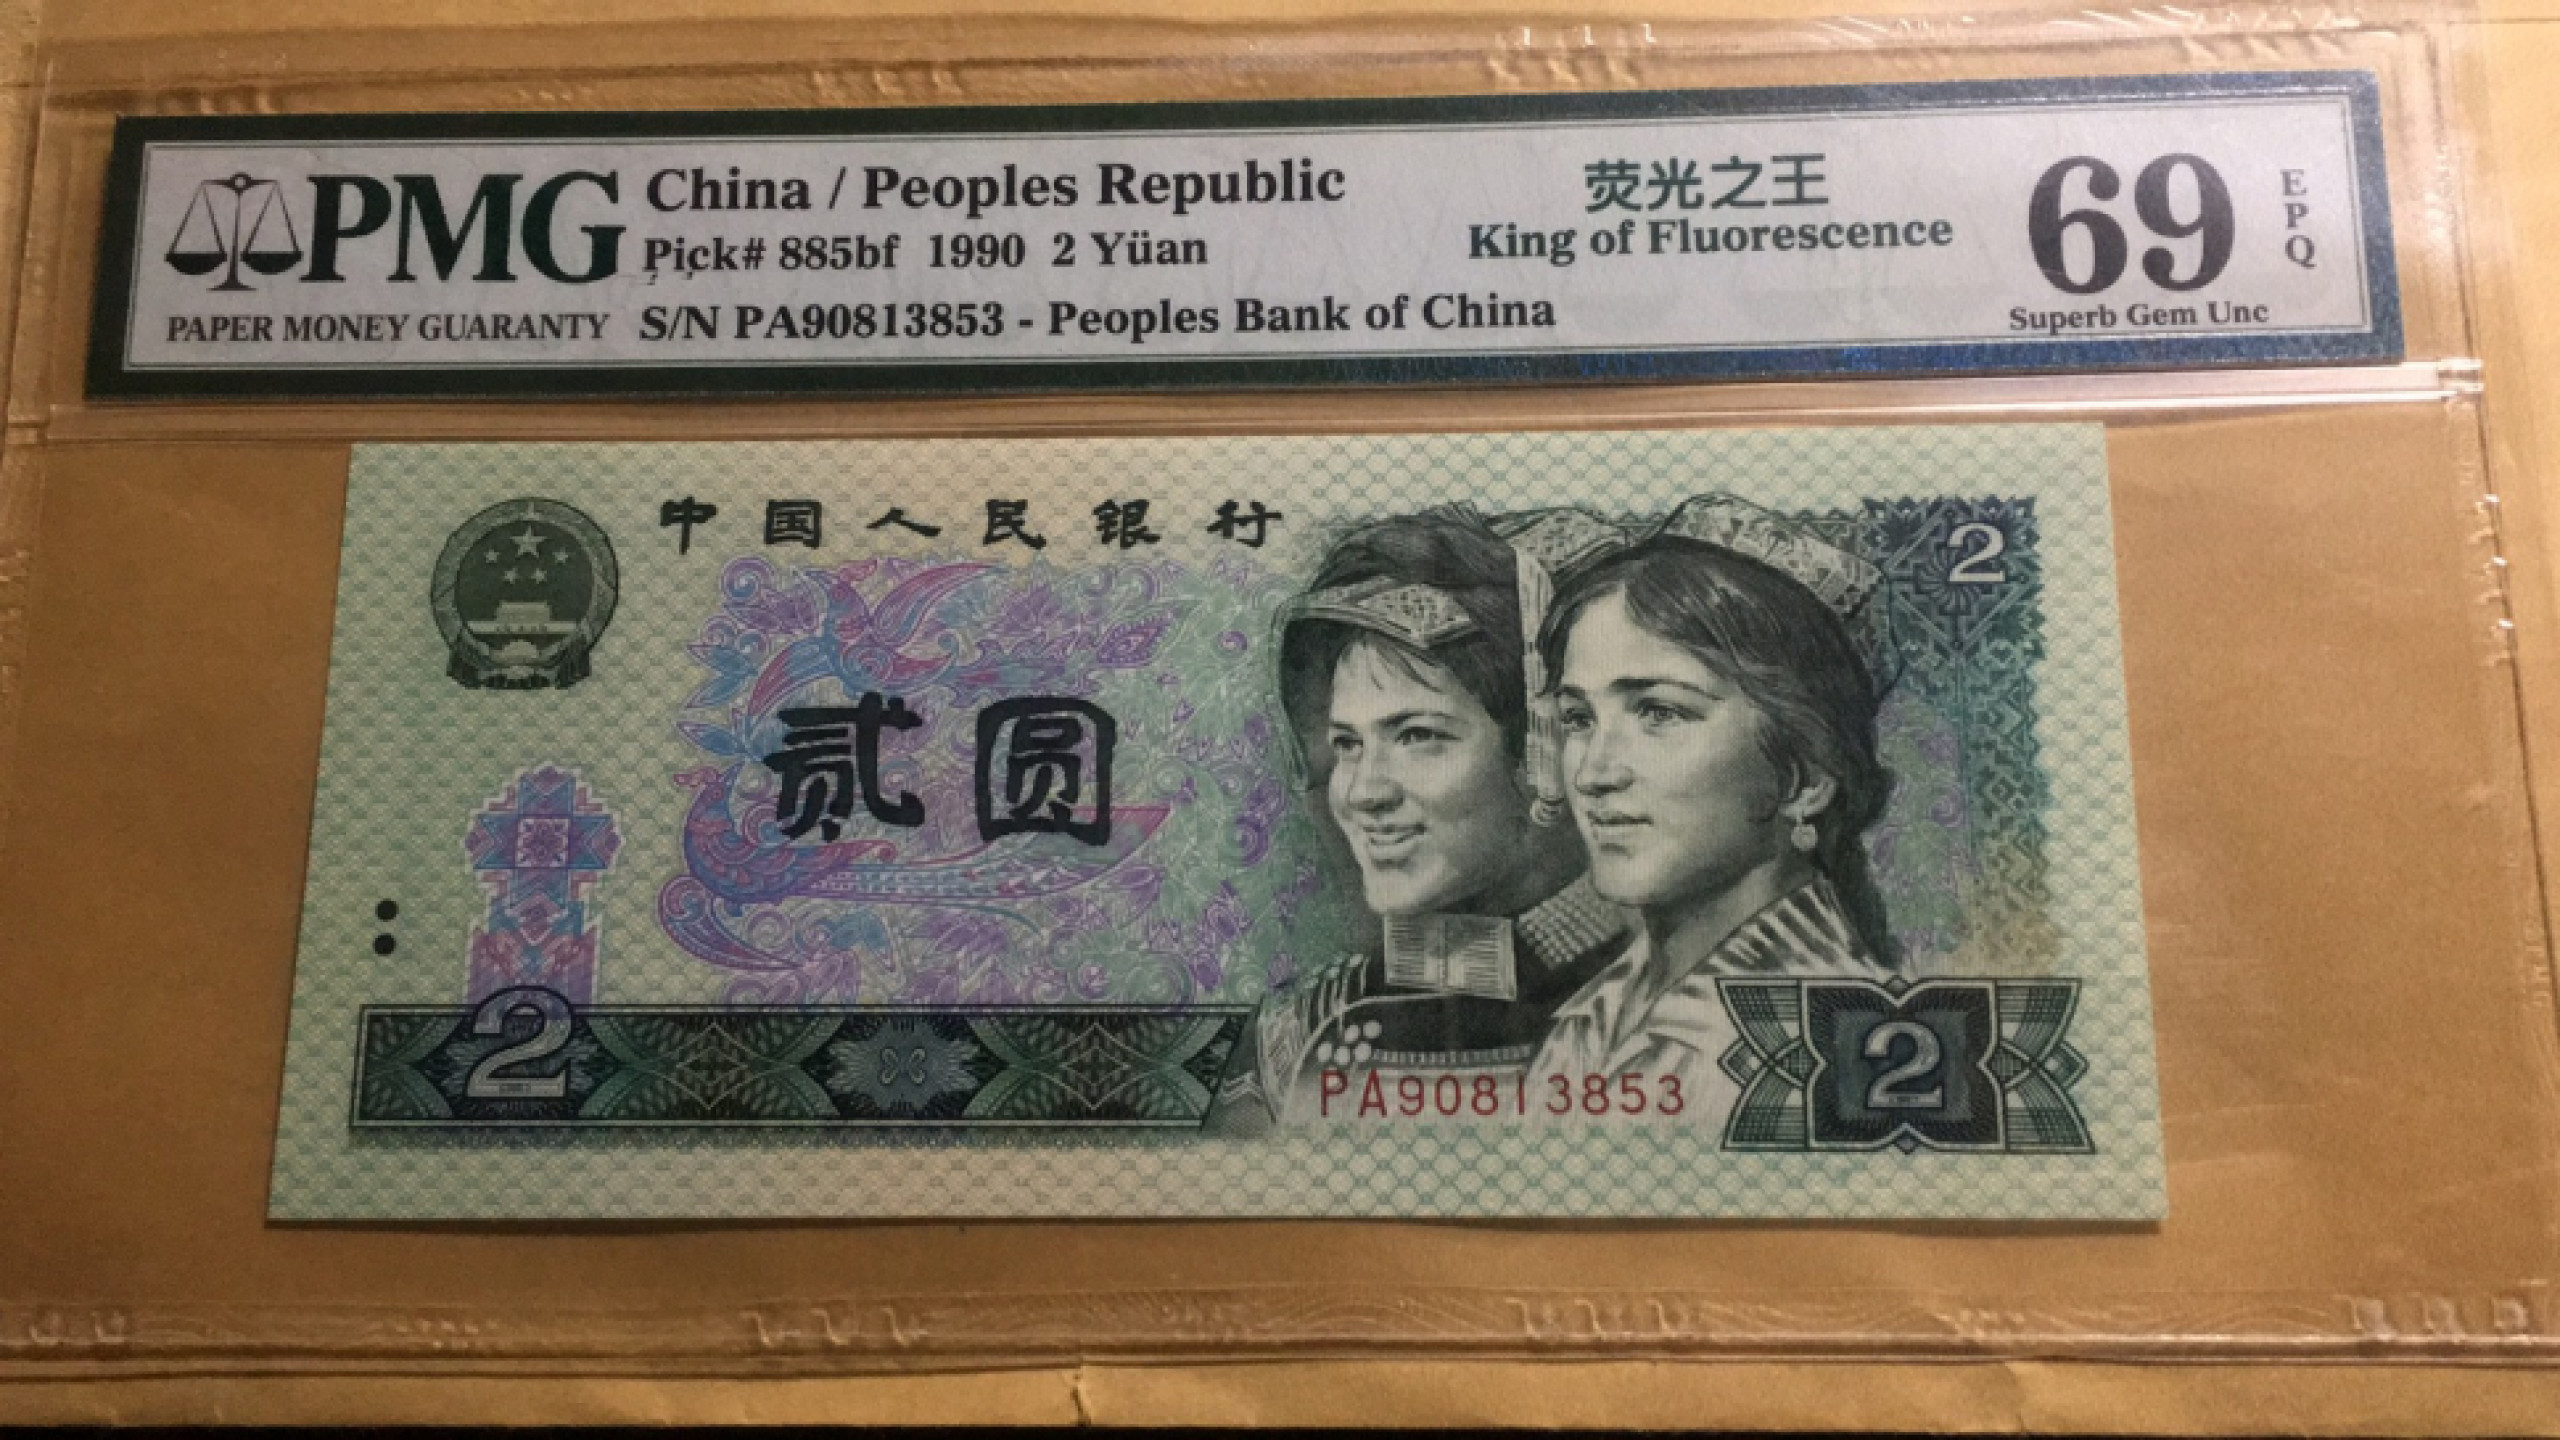 PMG
PAPER MONEY GUARANTY
China / Peoples Republic
Pick# 885bf 1990 2 Yüan
S/N PA90813853 - Peoples Bank of China
荧光之王
King of Fluorescence
69
EPQ
Superb Gem Unc
中国人民银行
2
贰圆
2
PA90813853
2